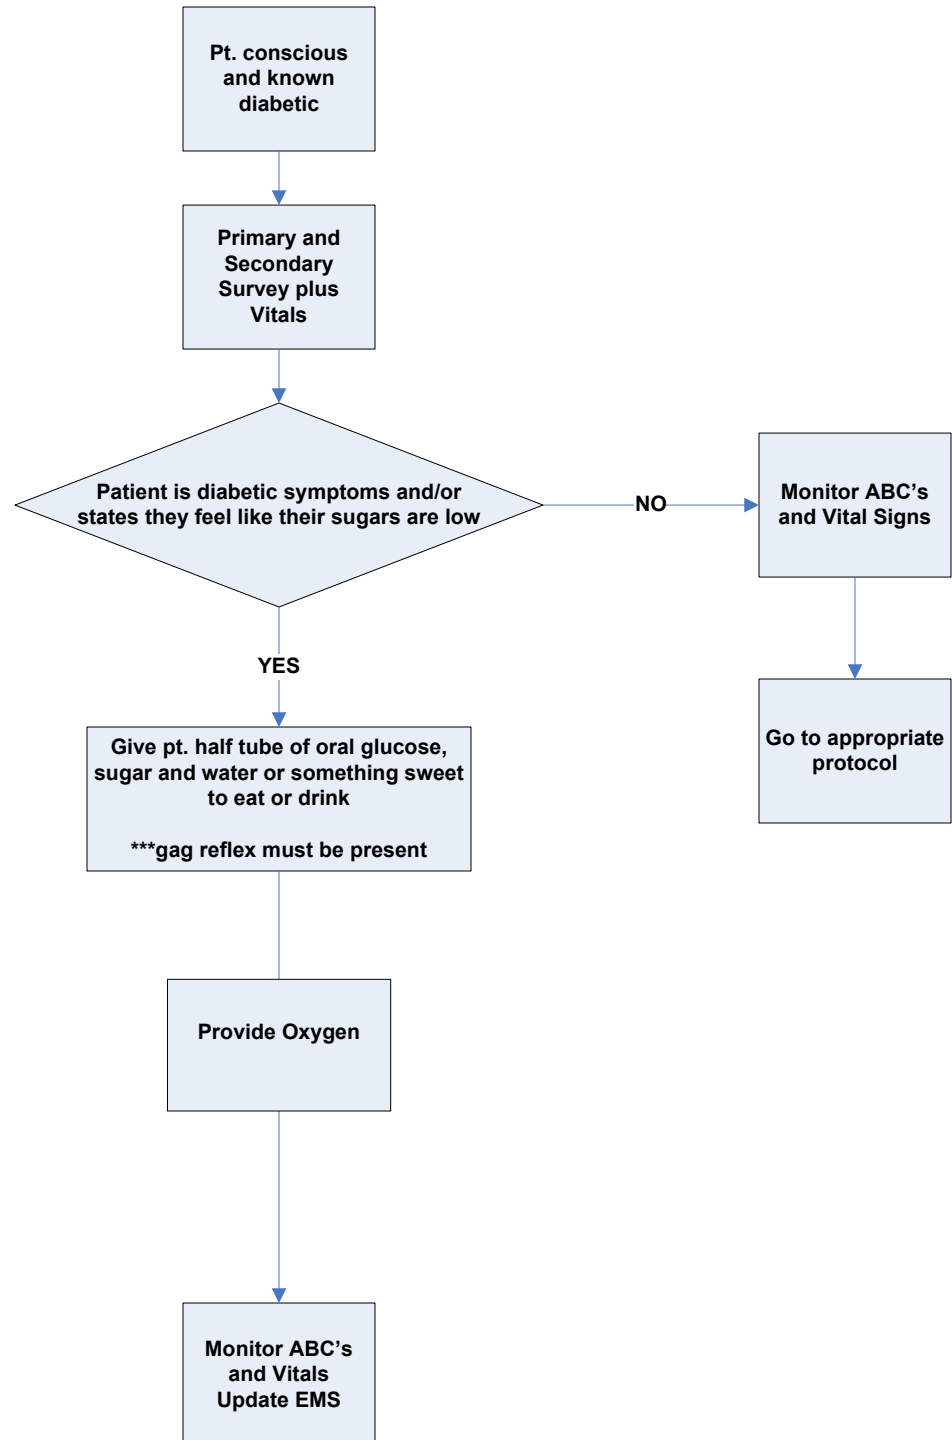 Pt. conscious
and known
diabetic
Primary and
Secondary
Survey plus
Vitals
Patient is diabetic symptoms and/or
states they feel like their sugars are low
NO
Monitor ABC's
and Vital Signs
Go to appropriate
protocol
YES
Give pt. half tube of oral glucose,
sugar and water or something sweet
to eat or drink
***gag reflex must be present
Provide Oxygen
Monitor ABC's
and Vitals
Update EMS